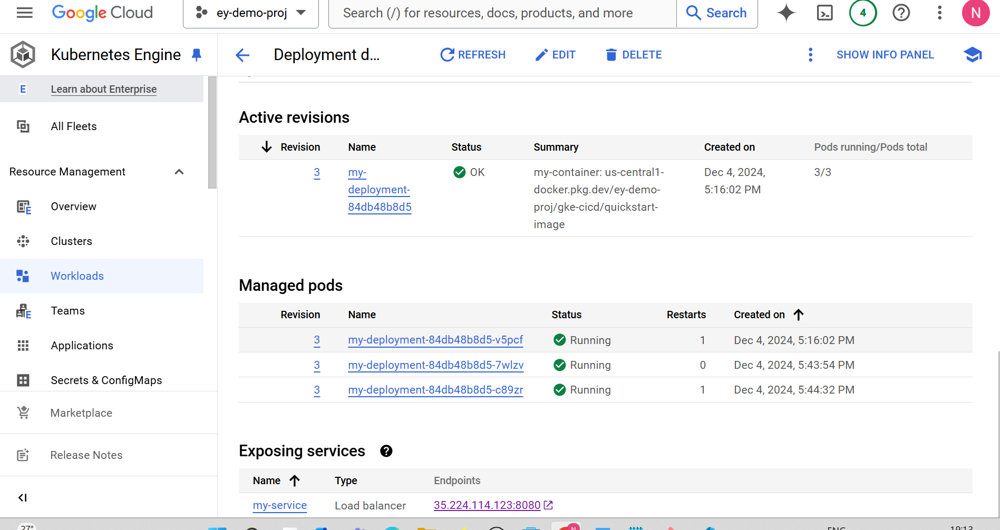 Google Cloud
ey-demo-proj
Search (/) for resources, docs, products, and more
Search
4
N
Kubernetes Engine
Deployment d...
REFRESH
EDIT
DELETE
SHOW INFO PANEL
E
Learn about Enterprise
All Fleets
Resource Management
Overview
Clusters
Workloads
Teams
Applications
Secrets & ConfigMaps
Marketplace
Release Notes
Active revisions
Revision Name Status Summary Created on Pods running/Pods total
3 my- OK my-container: us-central1- Dec 4, 2024, 3/3
deployment- docker.pkg.dev/ey-demo- 5:16:02 PM
84db48b8d5 proj/gke-cicd/quickstart-
image
Managed pods
Revision Name Status Restarts Created on
3 my-deployment-84db48b8d5-v5pcf Running 1 Dec 4, 2024, 5:16:02 PM
3 my-deployment-84db48b8d5-7wlzv Running 0 Dec 4, 2024, 5:43:54 PM
3 my-deployment-84db48b8d5-c89zr Running 1 Dec 4, 2024, 5:44:32 PM
Exposing services
Name Type Endpoints
my-service Load balancer 35.224.114.123:8080
27°
N
ENG
19:13